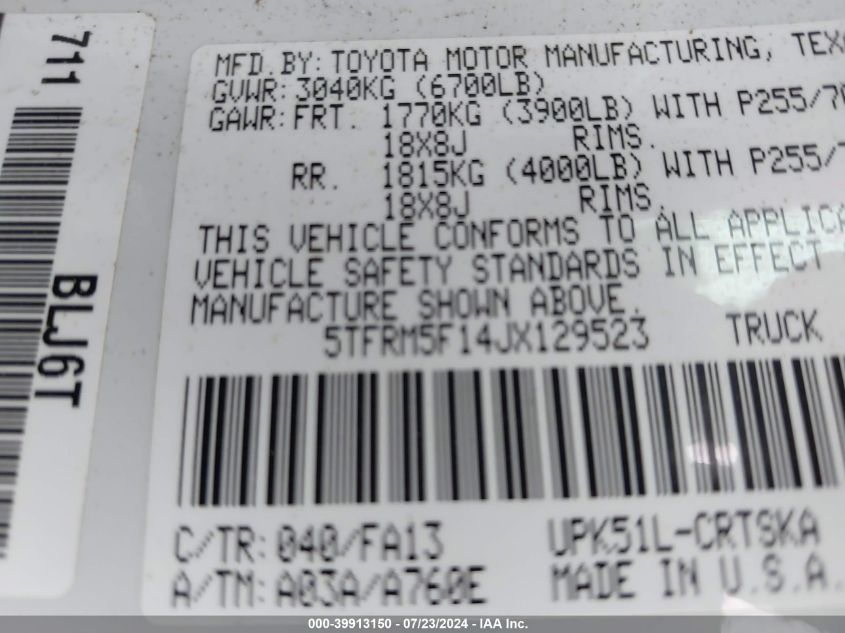 711
BLJ6T
MFD. BY: TOYOTA MOTOR MANUFACTURING,
GVWR: 3040KG (6700LB)
GAWR: FRT. 1770KG (3900LB) WITH P255/
18X8J RIMS.
RR. 1815KG (4000LB) WITH P255/
18X8J RIMS.
THIS VEHICLE CONFORMS TO ALL
VEHICLE SAFETY STANDARDS IN EFFECT
MANUFACTURE SHOWN ABOVE.
5TFRM5F14JX129523 TRUCK
C/TR: 040/FA13 UPK51L-CRTSKA
A/TM: A03A/A760E MADE IN U.S.A.
000-39913150 - 07/23/2024 - IAA Inc.